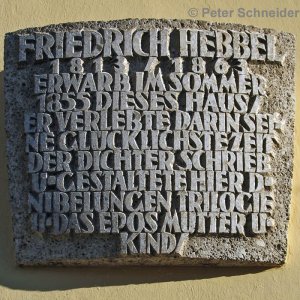 © Peter Schneider
FRIEDRICH HEBBEL
1813/1863
ERWARB IM SOMMER
1855 DIESES HAUS/
ER VERLEBTE DARIN SEI-
NE GLÜCKLICHSTE ZEIT
DER DICHTER SCHRIEB
U· GESTALTETE HIER D·
NIBELUNGEN TRILOGIE
U· DAS EPOS MUTTER U·
KIND/